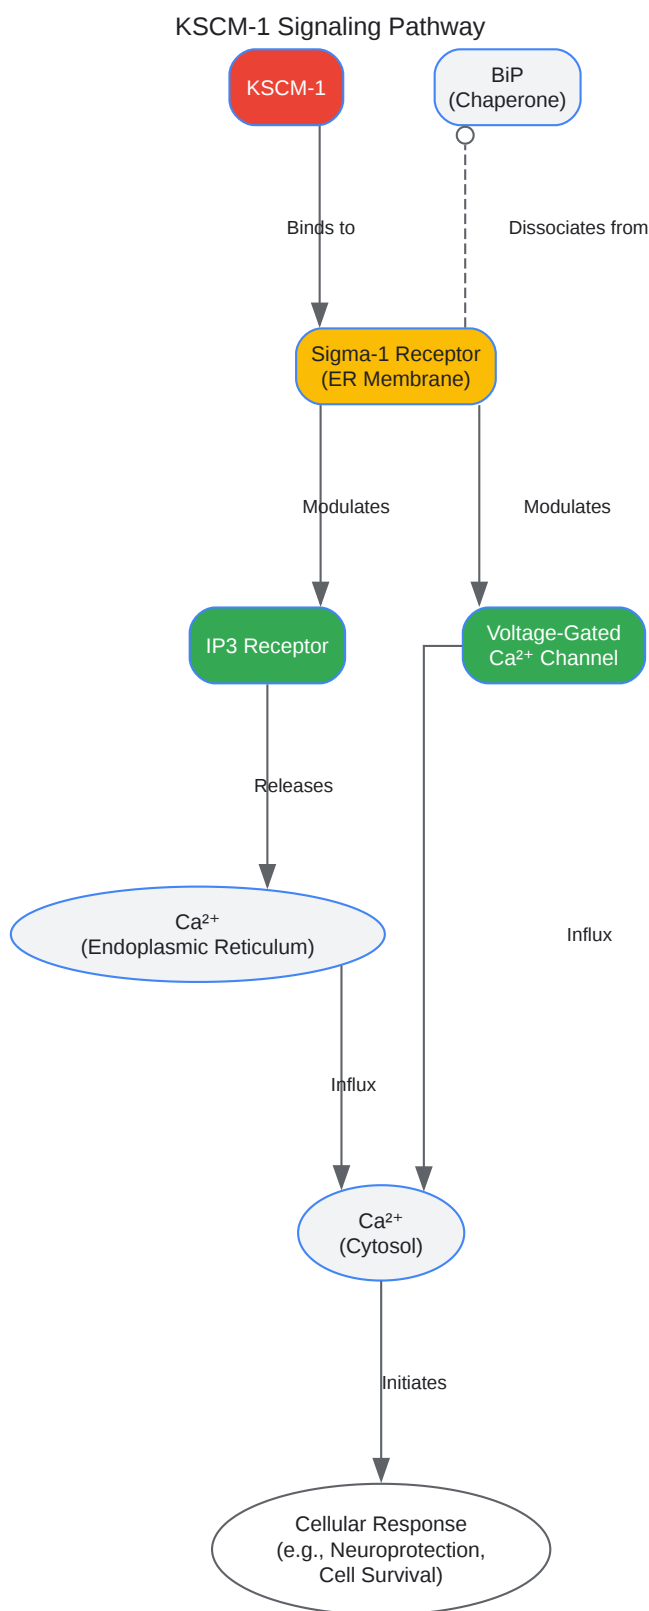 KSCM-1 Signaling Pathway
KSCM-1
BiP
(Chaperone)
Binds to
Dissociates from
Sigma-1 Receptor
(ER Membrane)
Modulates
Modulates
IP3 Receptor
Voltage-Gated
Ca²⁺ Channel
Releases
Ca²⁺
(Endoplasmic Reticulum)
Influx
Influx
Ca²⁺
(Cytosol)
Initiates
Cellular Response
(e.g., Neuroprotection,
Cell Survival)